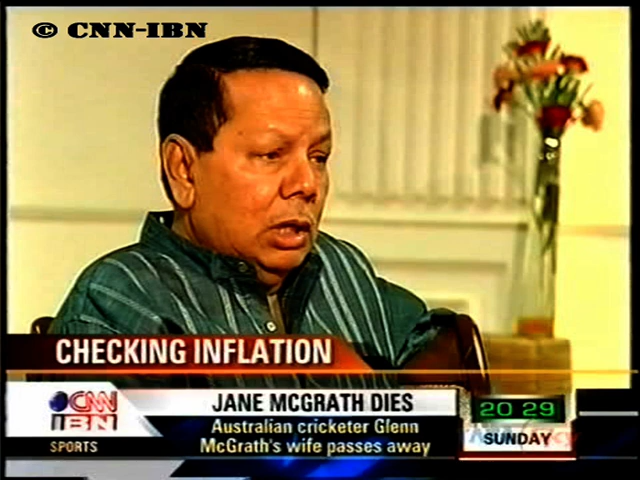 © CNN-IBN
CHECKING INFLATION
CNN
IBN
JANE MCGRATH DIES
20 29
Australian cricketer Glenn
McGrath's wife passes away
SUNDAY
SPORTS